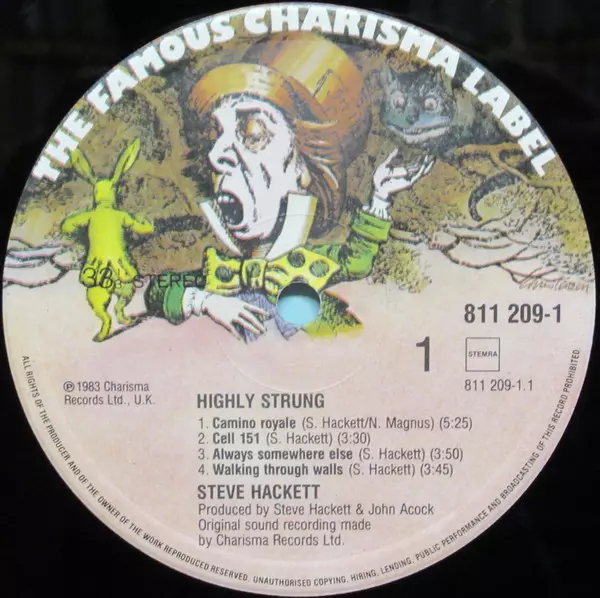 THE FAMOUS CHARISMA LABEL
33 STEREO
811 209-1
1
STEMRA
811 209-1.1
℗ 1983 Charisma
Records Ltd., U.K.
HIGHLY STRUNG
1. Camino royale (S. Hackett/N. Magnus) (5:25)
2. Cell 151 (S. Hackett) (3:30)
3. Always somewhere else (S. Hackett) (3:50)
4. Walking through walls (S. Hackett) (3:45)
STEVE HACKETT
Produced by Steve Hackett & John Acock
Original sound recording made
by Charisma Records Ltd.
ALL RIGHTS OF THE PRODUCER AND OF THE OWNER OF THE WORK REPRODUCED RESERVED. UNAUTHORISED COPYING, HIRING, LENDING, PUBLIC PERFORMANCE AND BROADCASTING OF THIS RECORD PROHIBITED.